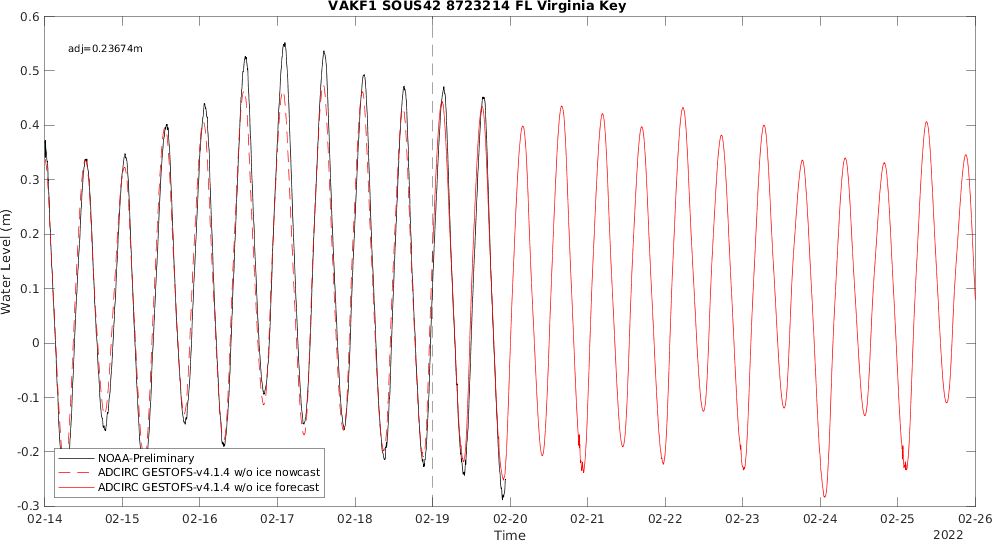 VAKF1 SOUS42 8723214 FL Virginia Key
adj=0.23674m
0.6
0.5
0.4
0.3
0.2
0.1
0
-0.1
-0.2
-0.3
Water Level (m)
NOAA-Preliminary
ADCIRC GESTOFS-v4.1.4 w/o ice nowcast
ADCIRC GESTOFS-v4.1.4 w/o ice forecast
02-14 02-15 02-16 02-17 02-18 02-19 02-20 02-21 02-22 02-23 02-24 02-25 02-26
Time
2022